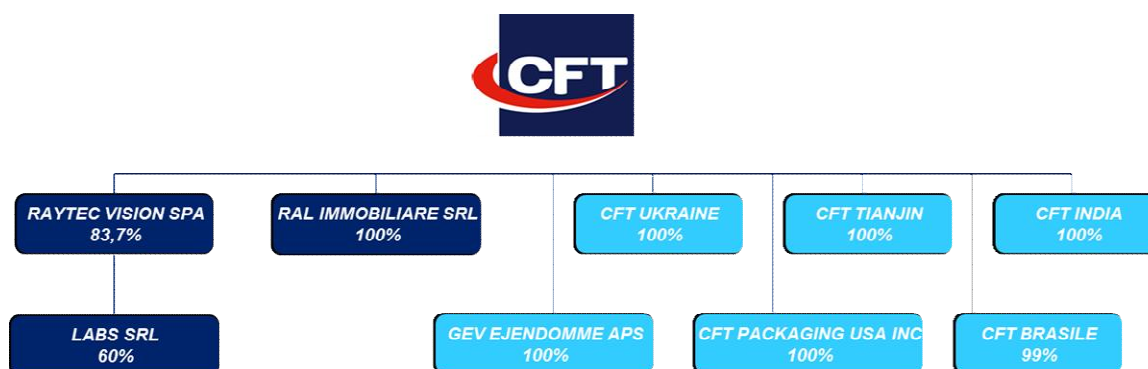 CFT
RAYTEC VISION SPA
83,7%
RAL IMMOBILIARE SRL
100%
CFT UKRAINE
100%
CFT TIANJIN
100%
CFT INDIA
100%
LABS SRL
60%
GEV EJENDOMME APS
100%
CFT PACKAGING USA INC
100%
CFT BRASILE
99%